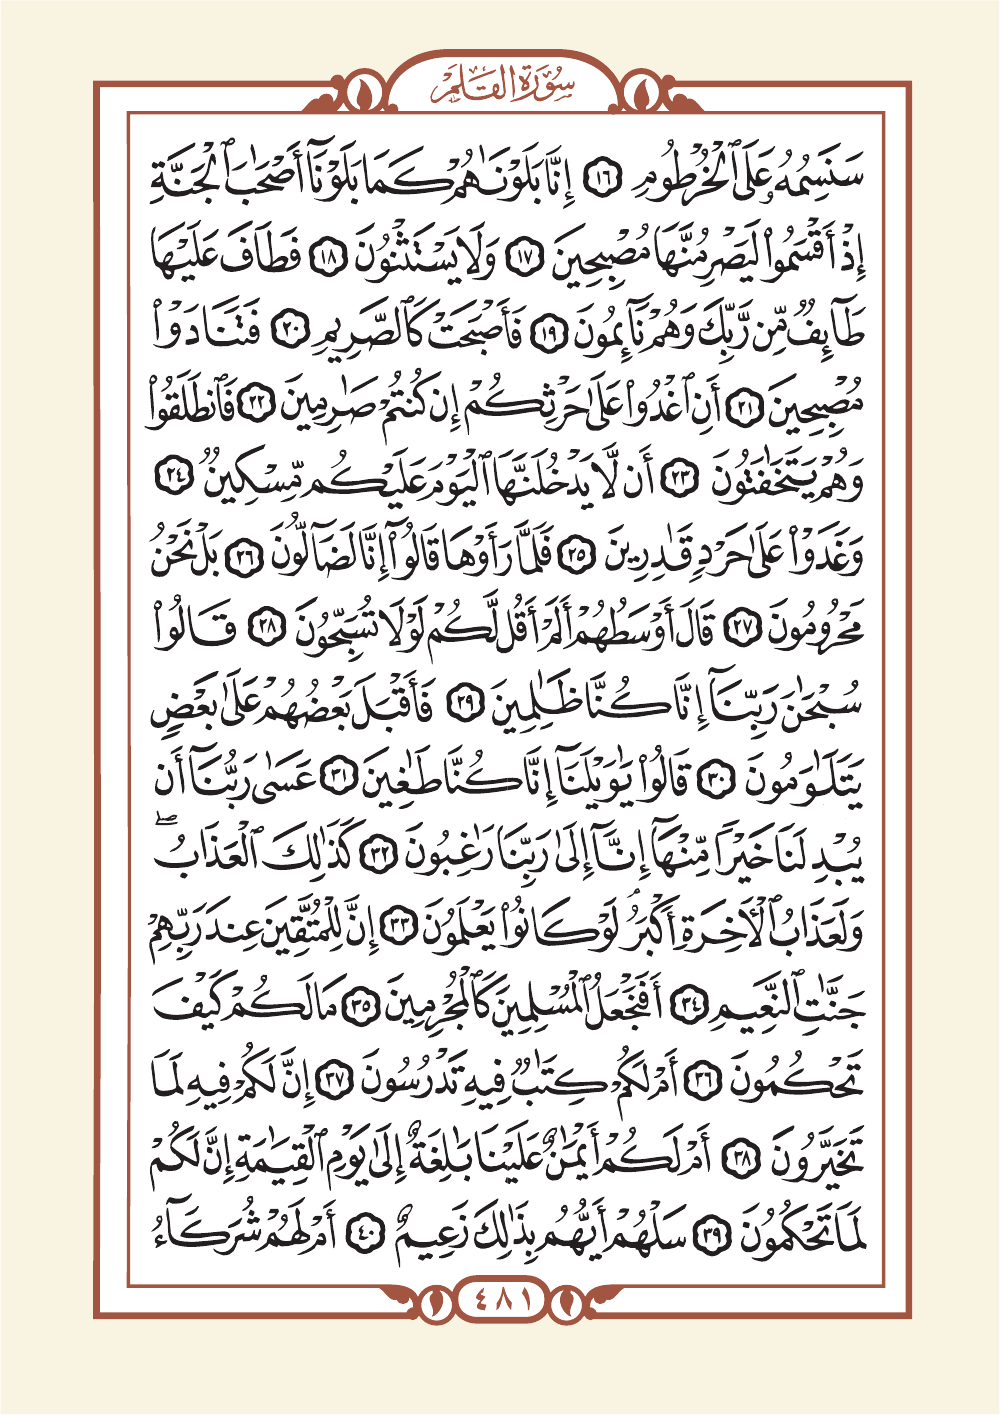 سُورَةُ القَلَمِ
سَنَسِمُهُۥ عَلَى ٱلْخُرْطُومِ ١٦ إِنَّا بَلَوْنَٰهُمْ كَمَا بَلَوْنَآ أَصْحَٰبَ ٱلْجَنَّةِ
إِذْ أَقْسَمُوا۟ لَيَصْرِمُنَّهَا مُصْبِحِينَ ١٧ وَلَا يَسْتَثْنُونَ ١٨ فَطَافَ عَلَيْهَا
طَآئِفٌ مِّن رَّبِّكَ وَهُمْ نَآئِمُونَ ١٩ فَأَصْبَحَتْ كَٱلصَّرِيمِ ٢٠ فَتَنَادَوْا۟
مُصْبِحِينَ ٢١ أَنِ ٱغْدُوا۟ عَلَىٰ حَرْثِكُمْ إِن كُنتُمْ صَٰرِمِينَ ٢٢ فَٱنطَلَقُوا۟
وَهُمْ يَتَخَٰفَتُونَ ٢٣ أَن لَّا يَدْخُلَنَّهَا ٱلْيَوْمَ عَلَيْكُم مِّسْكِينٌ ٢٤
وَغَدَوْا۟ عَلَىٰ حَرْدٍ قَٰدِرِينَ ٢٥ فَلَمَّا رَأَوْهَا قَالُوٓا۟ إِنَّا لَضَآلُّونَ ٢٦ بَلْ نَحْنُ
مَحْرُومُونَ ٢٧ قَالَ أَوْسَطُهُمْ أَلَمْ أَقُل لَّكُمْ لَوْلَا تُسَبِّحُونَ ٢٨ قَالُوا۟
سُبْحَٰنَ رَبِّنَآ إِنَّا كُنَّا ظَٰلِمِينَ ٢٩ فَأَقْبَلَ بَعْضُهُمْ عَلَىٰ بَعْضٍ
يَتَلَٰوَمُونَ ٣٠ قَالُوا۟ يَٰوَيْلَنَآ إِنَّا كُنَّا طَٰغِينَ ٣١ عَسَىٰ رَبُّنَآ أَن
يُبْدِلَنَا خَيْرًا مِّنْهَآ إِنَّآ إِلَىٰ رَبِّنَا رَٰغِبُونَ ٣٢ كَذَٰلِكَ ٱلْعَذَابُ ۖ
وَلَعَذَابُ ٱلْأَخِرَةِ أَكْبَرُ لَوْ كَانُوا۟ يَعْلَمُونَ ٣٣ إِنَّ لِلْمُتَّقِينَ عِندَ رَبِّهِمْ
جَنَّٰتِ ٱلنَّعِيمِ ٣٤ أَفَنَجْعَلُ ٱلْمُسْلِمِينَ كَٱلْمُجْرِمِينَ ٣٥ مَا لَكُمْ كَيْفَ
تَحْكُمُونَ ٣٦ أَمْ لَكُمْ كِتَٰبٌ فِيهِ تَدْرُسُونَ ٣٧ إِنَّ لَكُمْ فِيهِ لَمَا
تَخَيَّرُونَ ٣٨ أَمْ لَكُمْ أَيْمَٰنٌ عَلَيْنَا بَٰلِغَةٌ إِلَىٰ يَوْمِ ٱلْقِيَٰمَةِ إِنَّ لَكُمْ
لَمَا تَحْكُمُونَ ٣٩ سَلْهُمْ أَيُّهُم بِذَٰلِكَ زَعِيمٌ ٤٠ أَمْ لَهُمْ شُرَكَآءُ
٤٨١